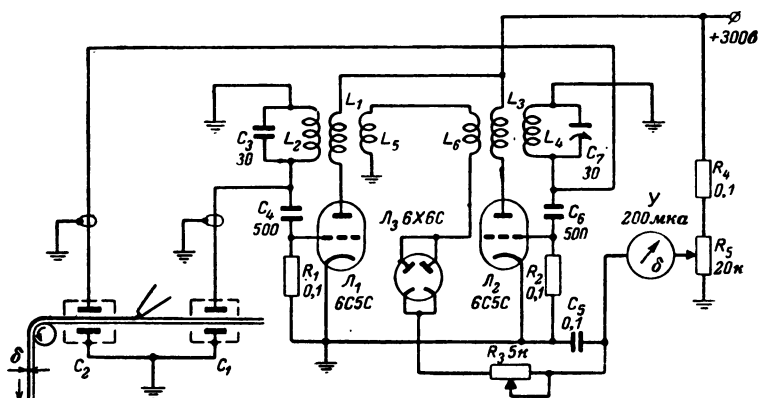 +300в
L₁
L₃
C₃
30
L₂
L₅
L₆
L₄
C₇
30
R₄
0,1
C₄
500
Л₃ 6Х6С
C₆
500
У
200мка
R₁
0,1
Л₁
6С5С
Л₂
6С5С
R₂
0,1
C₅
0,1
δ
R₅
20к
R₃ 5к
δ
C₂
C₁